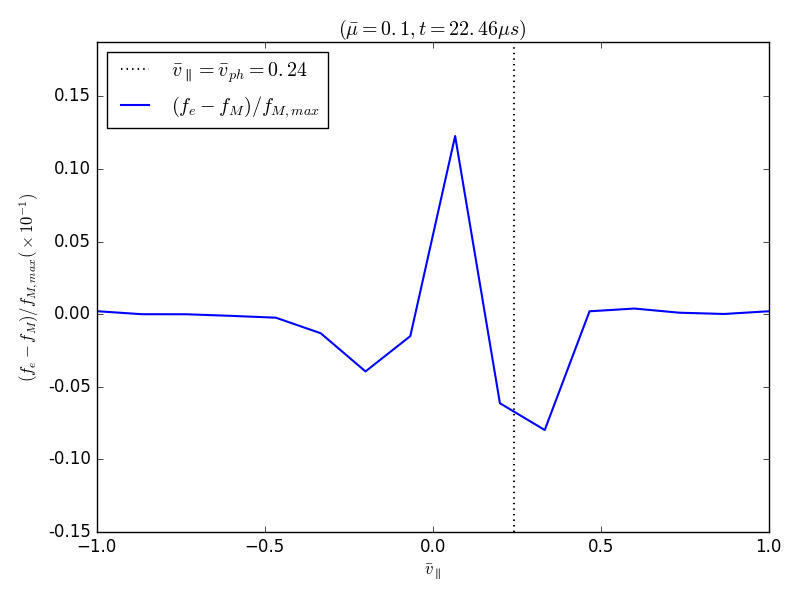 (μ̄ = 0.1, t = 22.46μs)
v̄∥ = v̄ph = 0.24
(fe − fM)/fM,max
0.15
0.10
0.05
0.00
-0.05
-0.10
-0.15
(fe − fM)/fM,max(×10⁻¹)
−1.0 −0.5 0.0 0.5 1.0
v̄∥